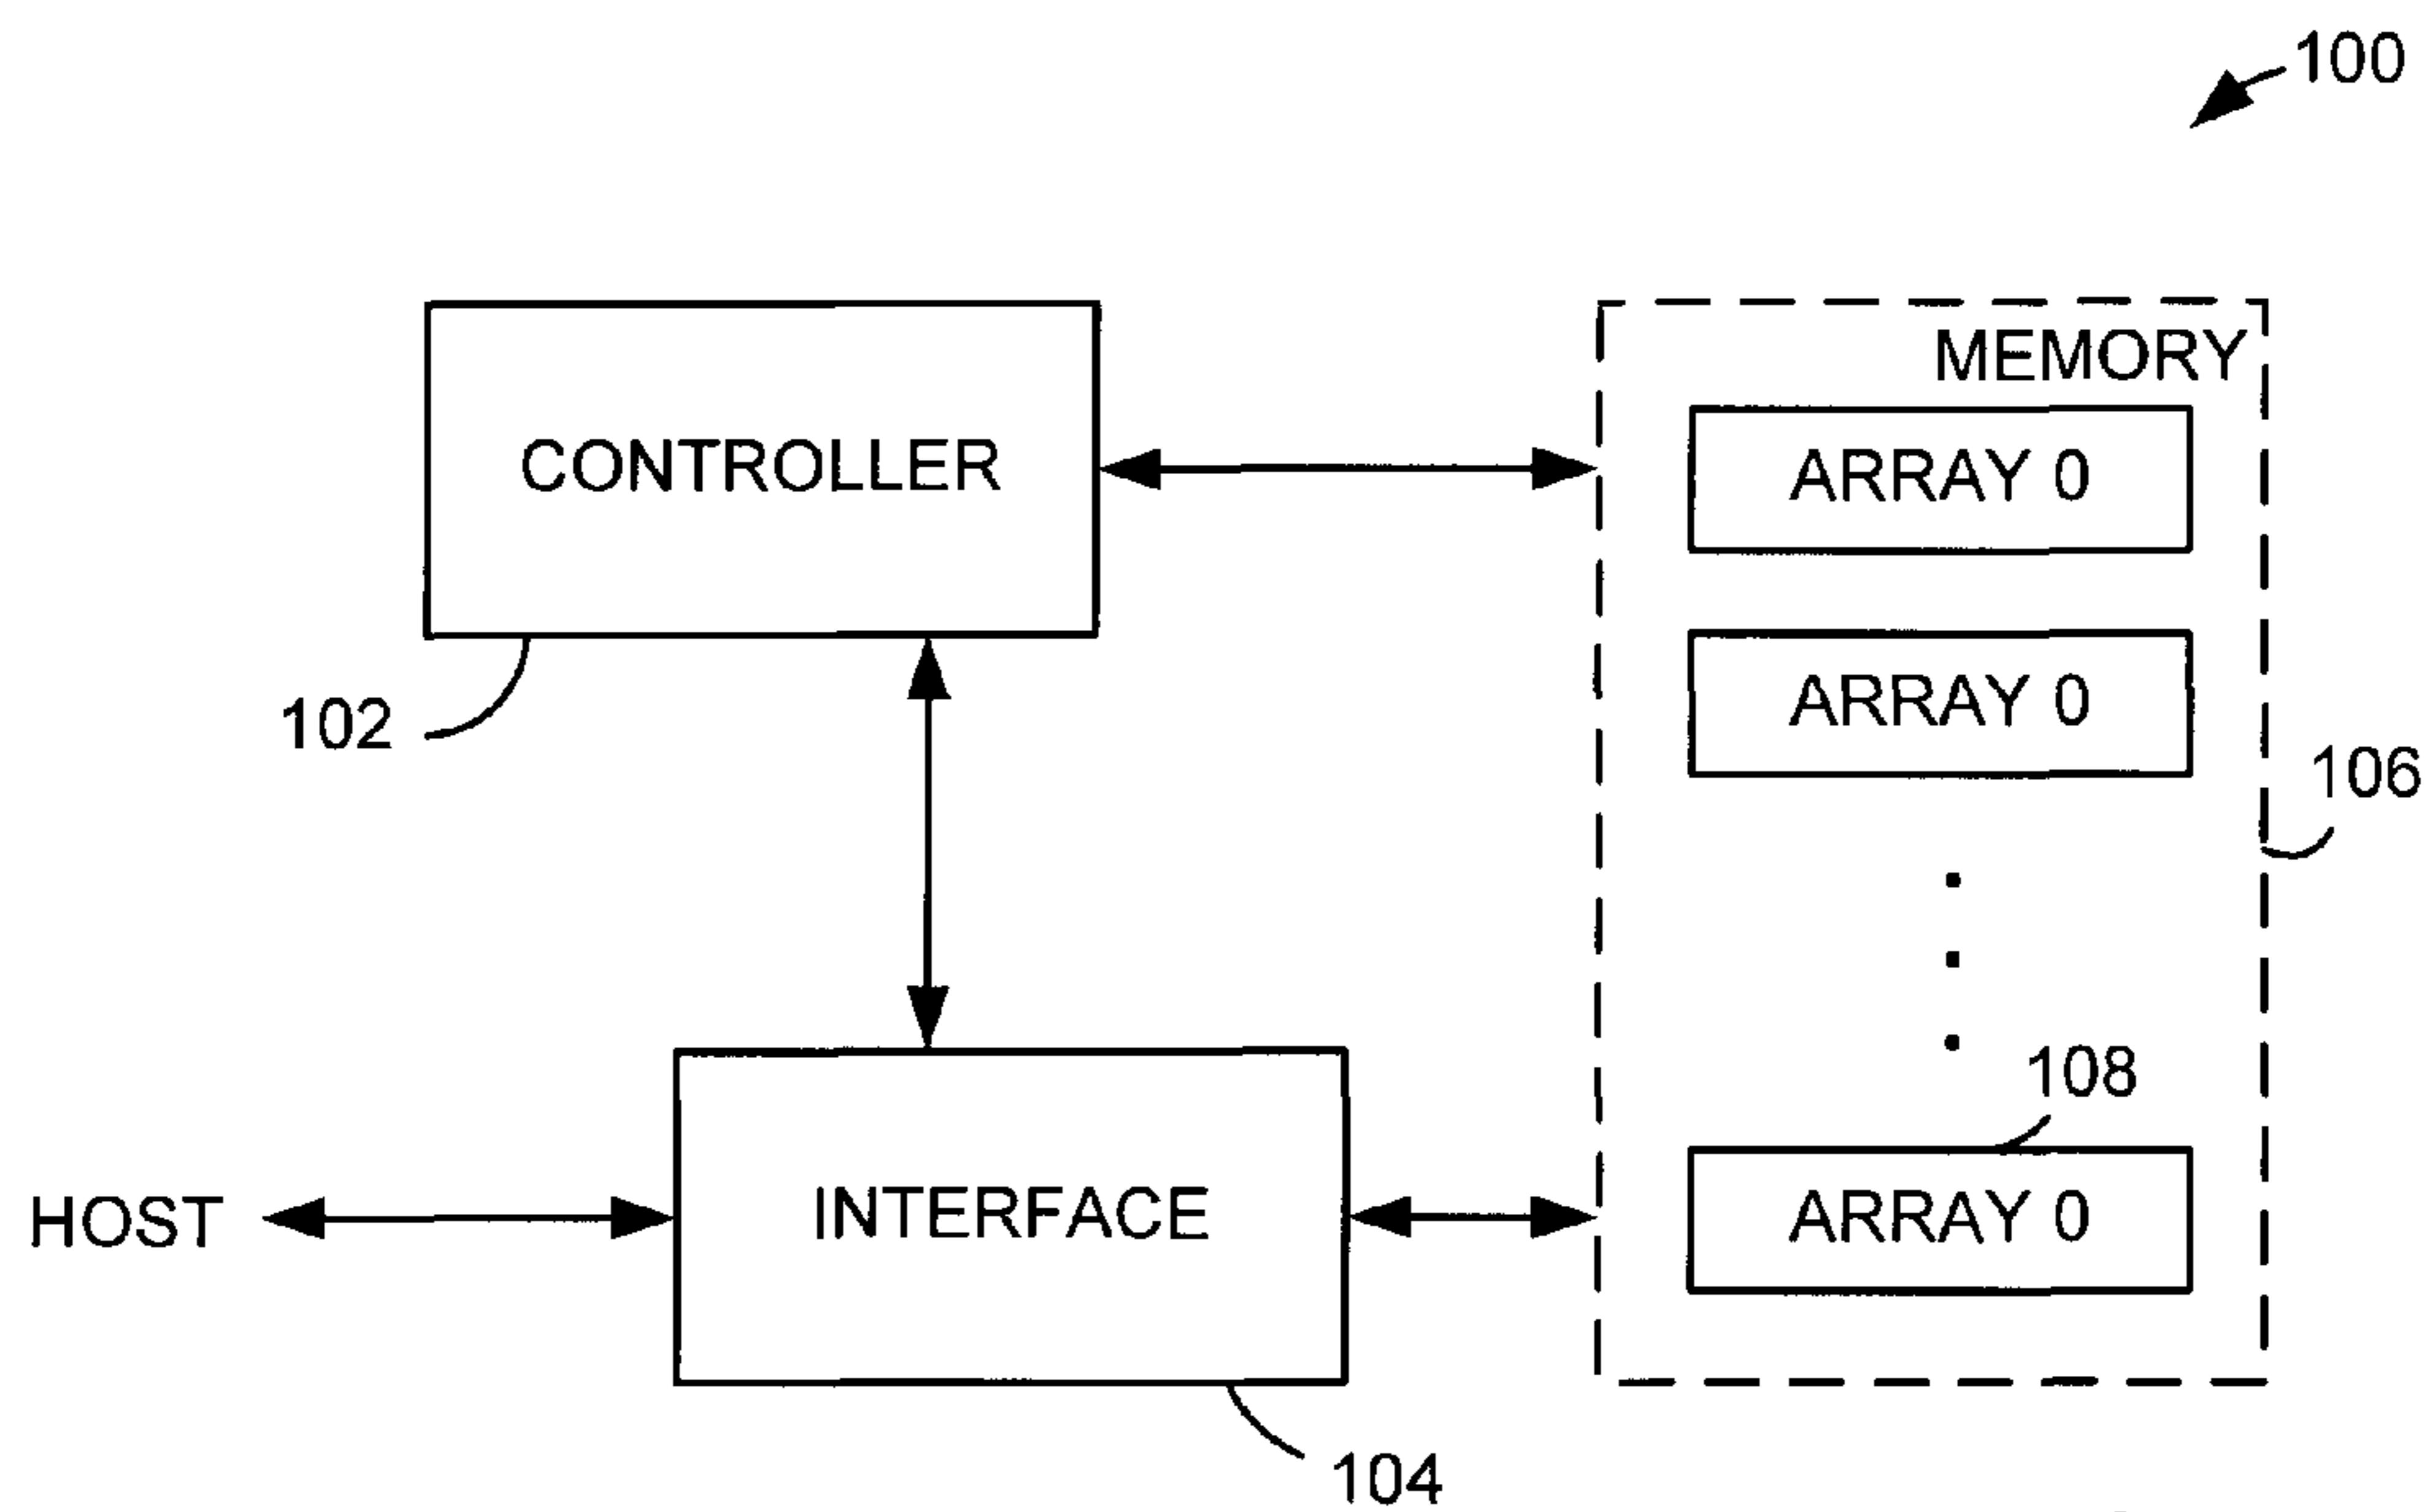 100
MEMORY
CONTROLLER
ARRAY 0
ARRAY 0
102
106
108
HOST
INTERFACE
ARRAY 0
104